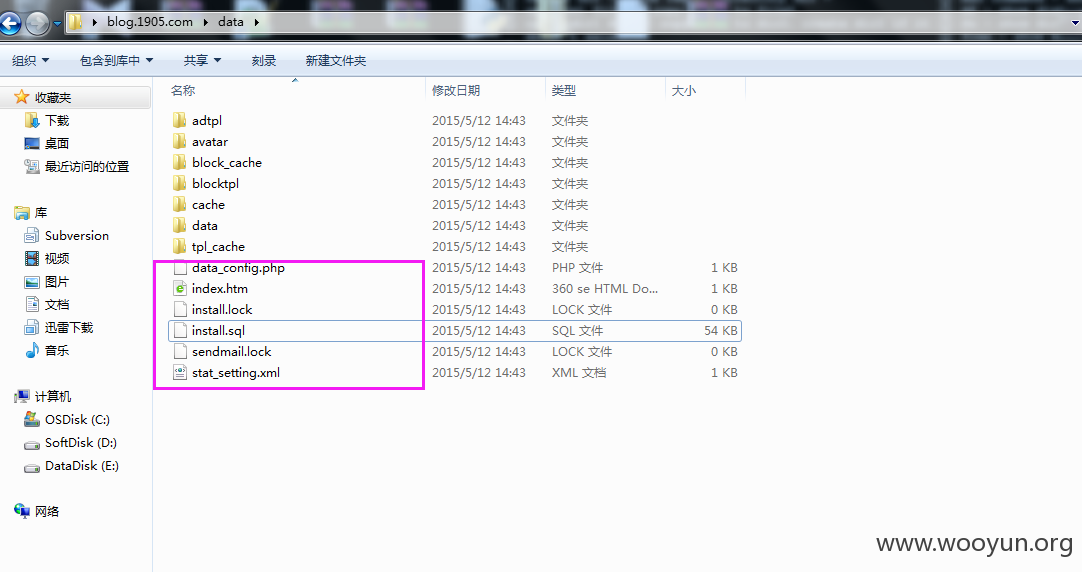 blog.1905.com data
组织 包含到库中 共享 刻录 新建文件夹
收藏夹
下载
桌面
最近访问的位置
库
Subversion
视频
图片
文档
迅雷下载
音乐
计算机
OSDisk (C:)
SoftDisk (D:)
DataDisk (E:)
网络
名称 修改日期 类型 大小
adtpl 2015/5/12 14:43 文件夹
avatar 2015/5/12 14:43 文件夹
block_cache 2015/5/12 14:43 文件夹
blocktpl 2015/5/12 14:43 文件夹
cache 2015/5/12 14:43 文件夹
data 2015/5/12 14:43 文件夹
tpl_cache 2015/5/12 14:43 文件夹
data_config.php 2015/5/12 14:43 PHP 文件 1 KB
index.htm 2015/5/12 14:43 360 se HTML Do... 1 KB
install.lock 2015/5/12 14:43 LOCK 文件 0 KB
install.sql 2015/5/12 14:43 SQL 文件 54 KB
sendmail.lock 2015/5/12 14:43 LOCK 文件 0 KB
stat_setting.xml 2015/5/12 14:43 XML 文档 1 KB
www.wooyun.org